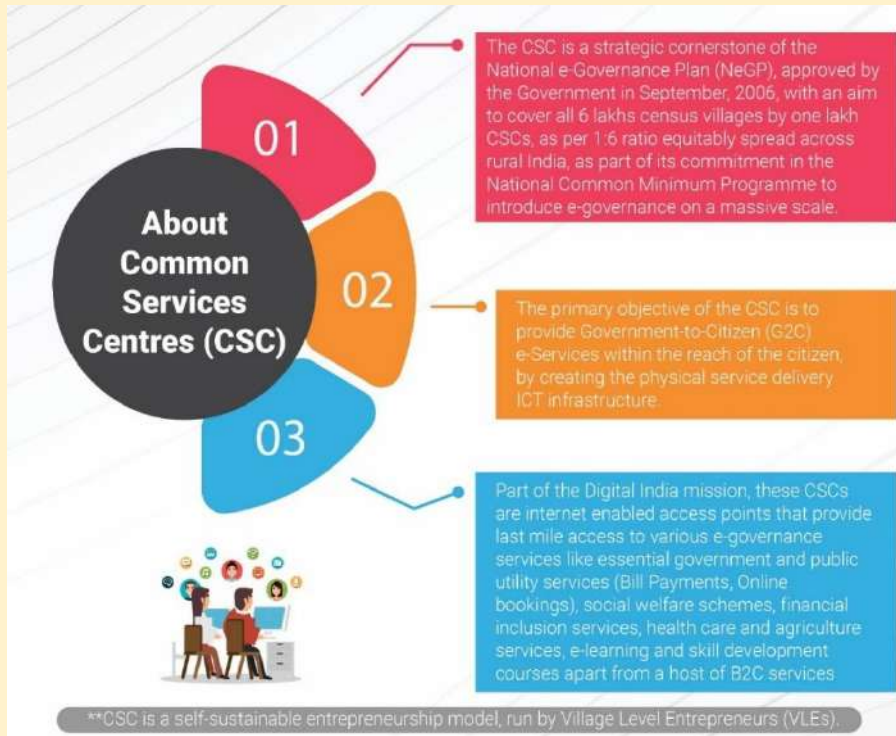 About
Common
Services
Centres (CSC)
01
The CSC is a strategic cornerstone of the
National e-Governance Plan (NeGP), approved by
the Government in September, 2006, with an aim
to cover all 6 lakhs census villages by one lakh
CSCs, as per 1:6 ratio equitably spread across
rural India, as part of its commitment in the
National Common Minimum Programme to
introduce e-governance on a massive scale.
02
The primary objective of the CSC is to
provide Government-to-Citizen (G2C)
e-Services within the reach of the citizen,
by creating the physical service delivery
ICT infrastructure.
03
Part of the Digital India mission, these CSCs
are internet enabled access points that provide
last mile access to various e-governance
services like essential government and public
utility services (Bill Payments, Online
bookings), social welfare schemes, financial
inclusion services, health care and agriculture
services, e-learning and skill development
courses apart from a host of B2C services
**CSC is a self-sustainable entrepreneurship model, run by Village Level Entrepreneurs (VLEs).